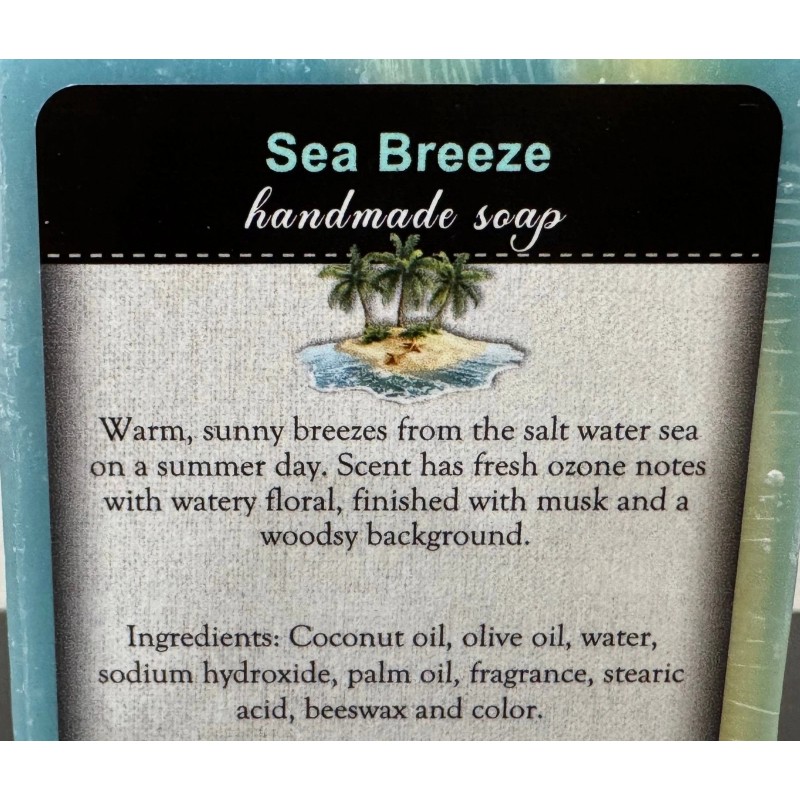 Sea Breeze
handmade soap
Warm, sunny breezes from the salt water sea
on a summer day. Scent has fresh ozone notes
with watery floral, finished with musk and a
woodsy background.
Ingredients: Coconut oil, olive oil, water,
sodium hydroxide, palm oil, fragrance, stearic
acid, beeswax and color.